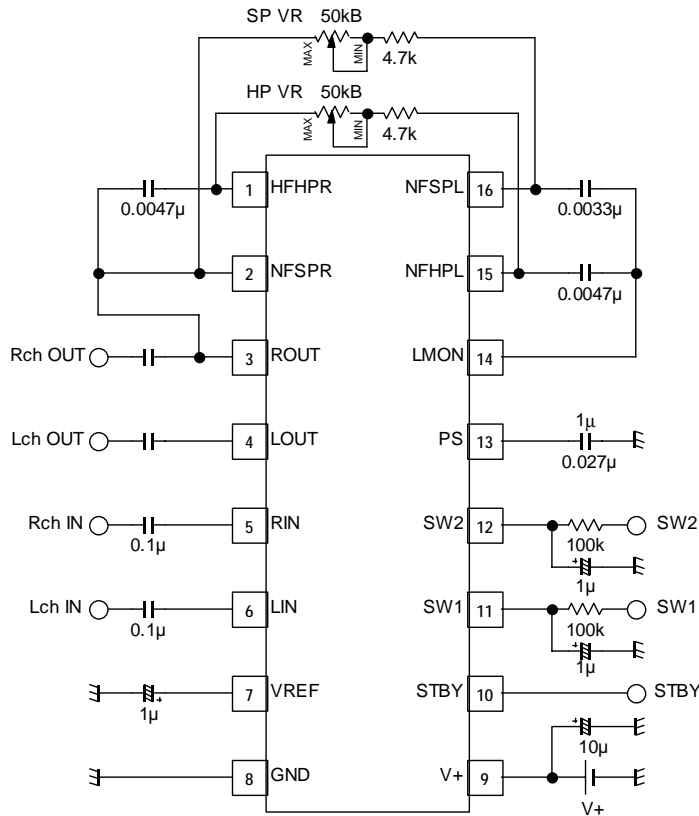 SP VR 50kB
MAX
MIN
4.7k
HP VR 50kB
MAX
MIN
4.7k
1 HFHPR
NFSPL 16
0.0047µ
0.0033µ
2 NFSPR
NFHPL 15
0.0047µ
Rch OUT
3 ROUT
LMON 14
Lch OUT
4 LOUT
PS 13
1µ
0.027µ
Rch IN
0.1µ
5 RIN
SW2 12
100k
SW2
+
1µ
Lch IN
0.1µ
6 LIN
SW1 11
100k
SW1
+
1µ
+
1µ
7 VREF
STBY 10
STBY
8 GND
V+ 9
+
10µ
V+